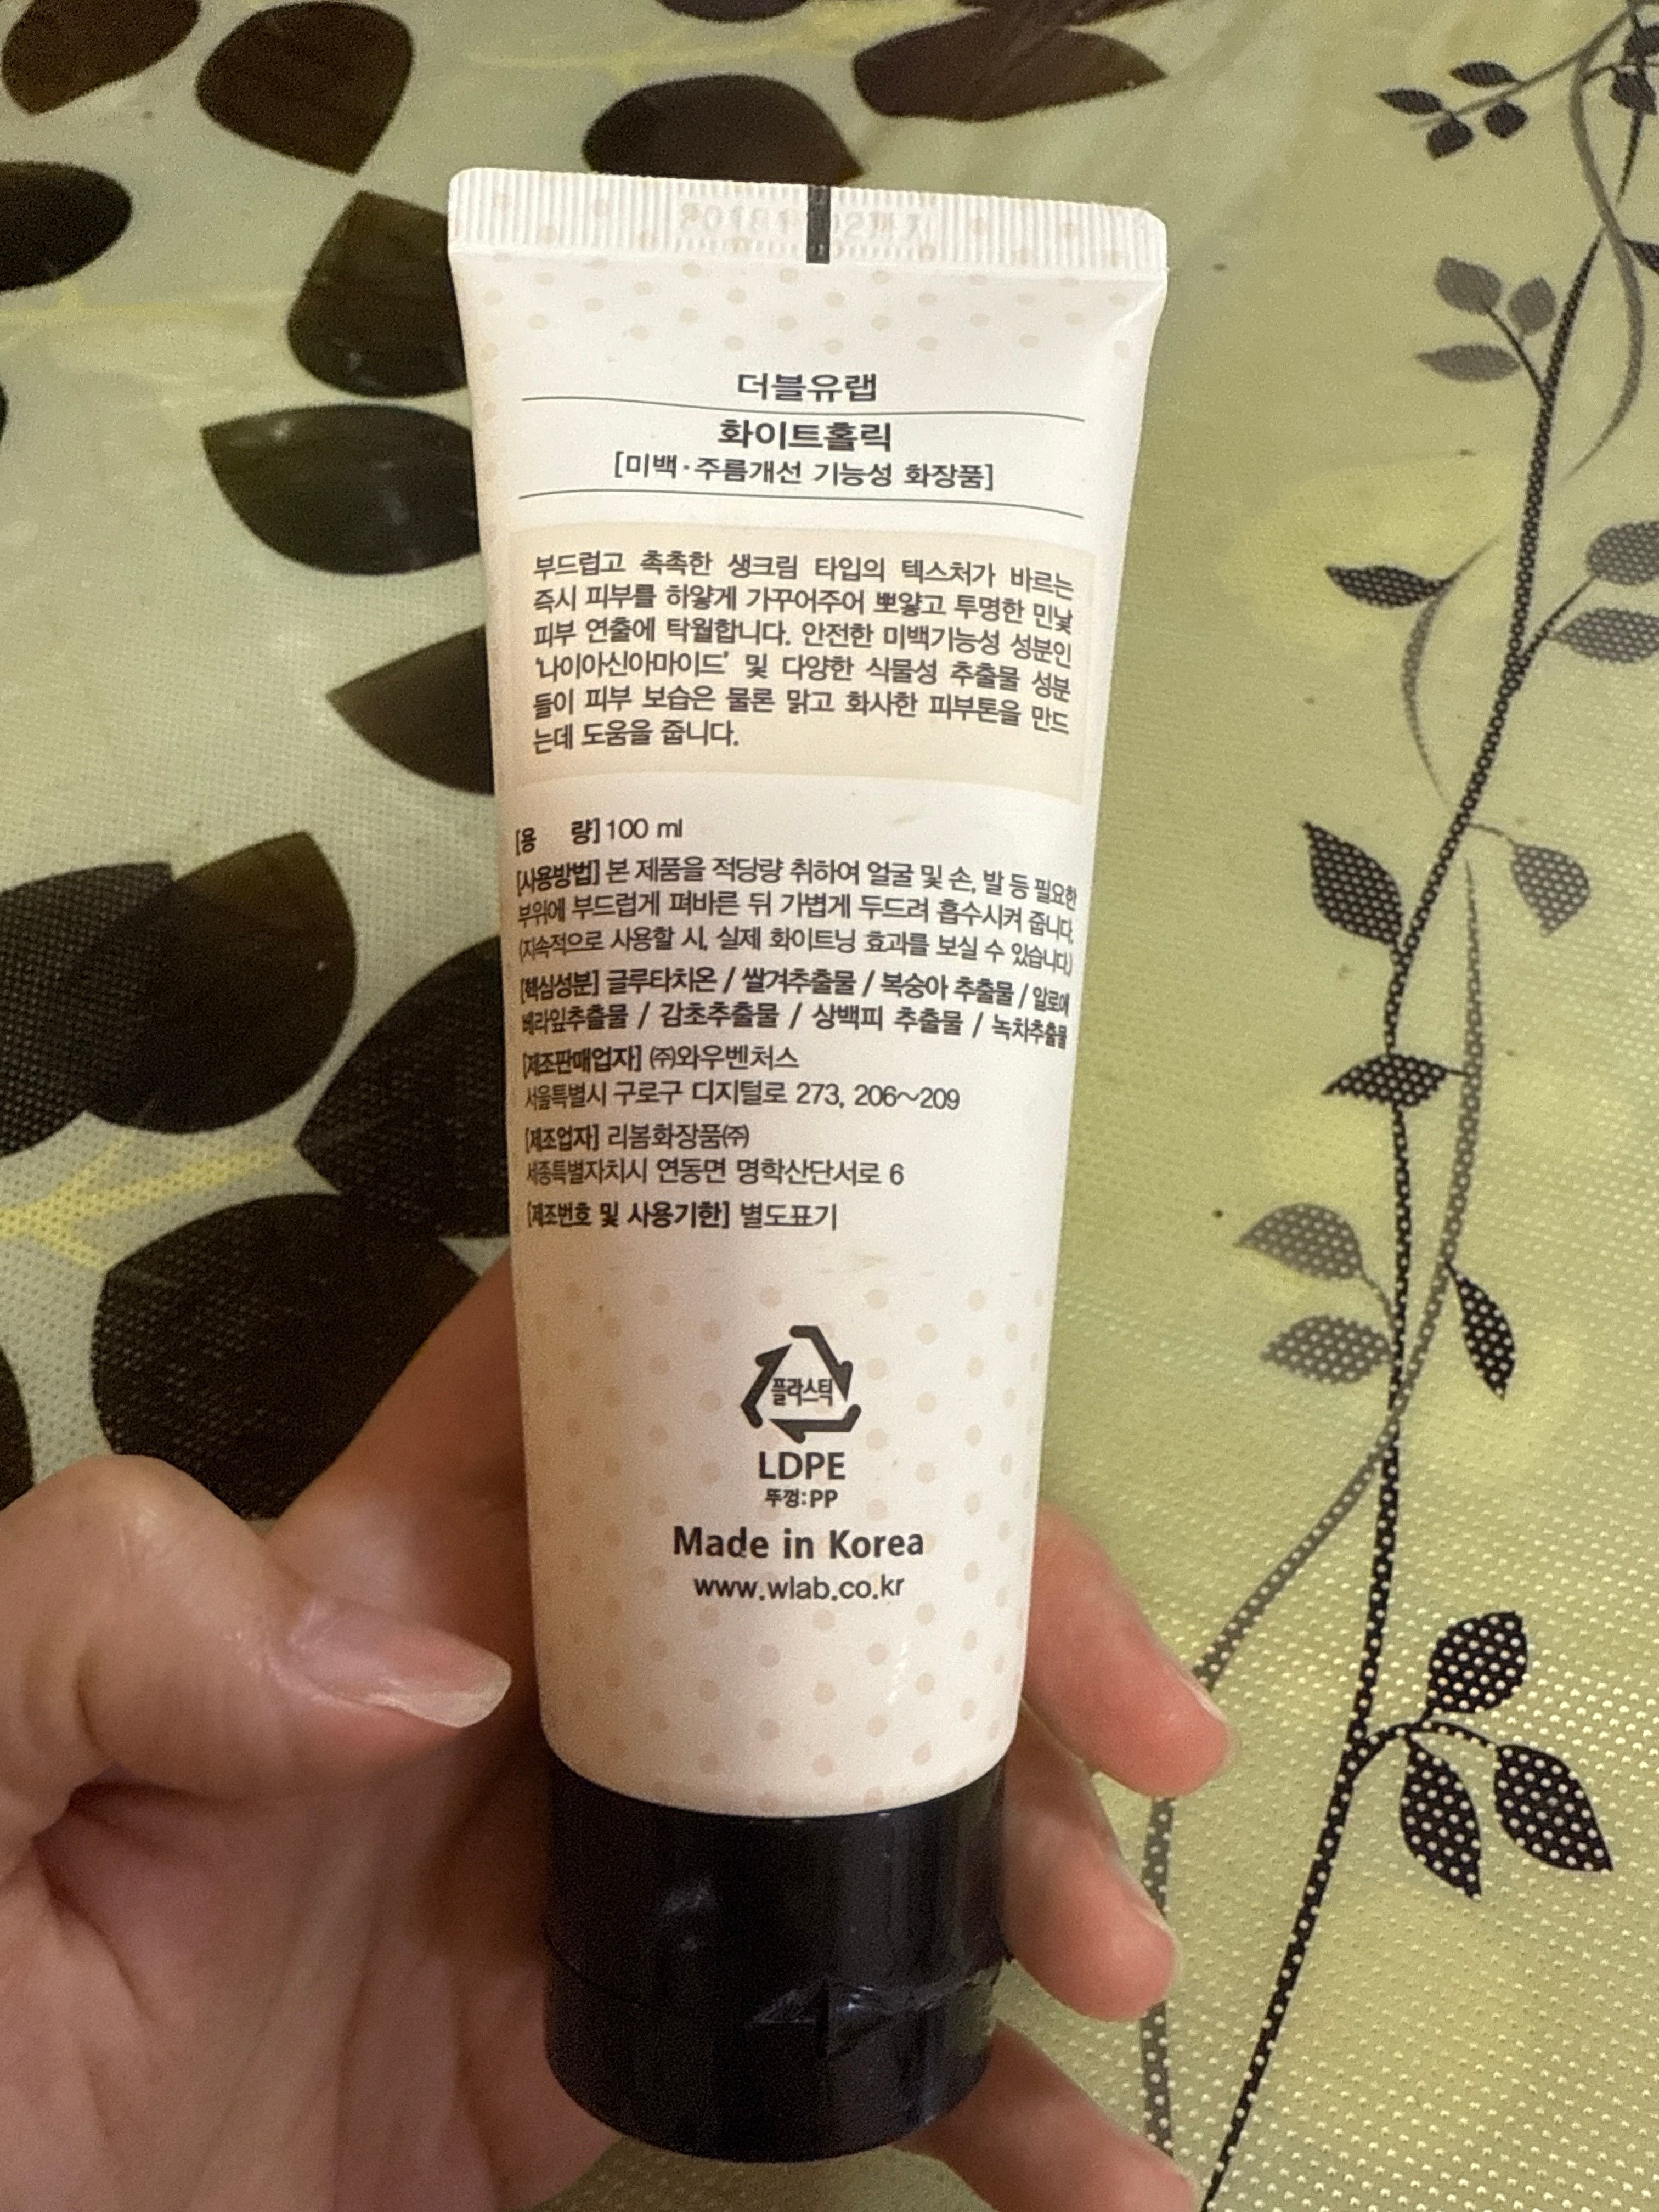 더블유랩
화이트홀릭
[미백·주름개선 기능성 화장품]
부드럽고 촉촉한 생크림 타입의 텍스처가 바르는
즉시 피부를 하얗게 가꾸어주어 뽀얗고 투명한 민낯
피부 연출에 탁월합니다. 안전한 미백기능성 성분인
'나이아신아마이드' 및 다양한 식물성 추출물 성분
들이 피부 보습은 물론 맑고 화사한 피부톤을 만드
는데 도움을 줍니다.
[용 량] 100 ml
[사용방법] 본 제품을 적당량 취하여 얼굴 및 손, 발 등 필요한
부위에 부드럽게 펴바른 뒤 가볍게 두드려 흡수시켜 줍니다.
(지속적으로 사용할 시, 실제 화이트닝 효과를 보실 수 있습니다.)
[핵심성분] 글루타치온 / 쌀겨추출물 / 복숭아 추출물 / 알로에
베라잎추출물 / 감초추출물 / 상백피 추출물 / 녹차추출물
[제조판매업자] ㈜와우벤처스
서울특별시 구로구 디지털로 273, 206~209
[제조업자] 리봄화장품㈜
세종특별자치시 연동면 명학산단서로 6
[제조번호 및 사용기한] 별도표기
플라스틱
LDPE
뚜껑:PP
Made in Korea
www.wlab.co.kr